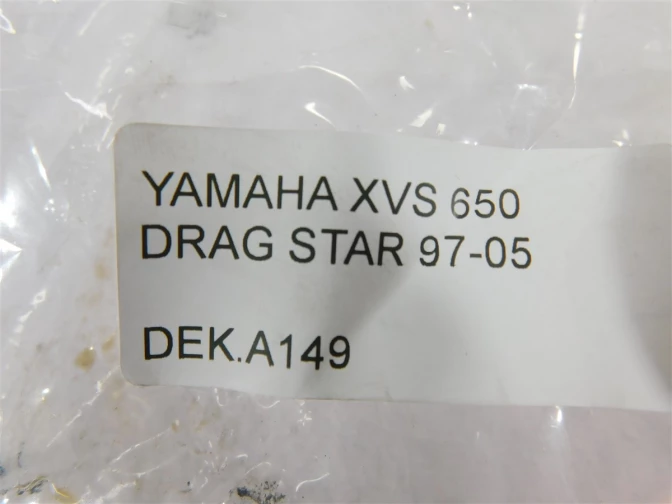 YAMAHA XVS 650
DRAG STAR 97-05
DEK.A149